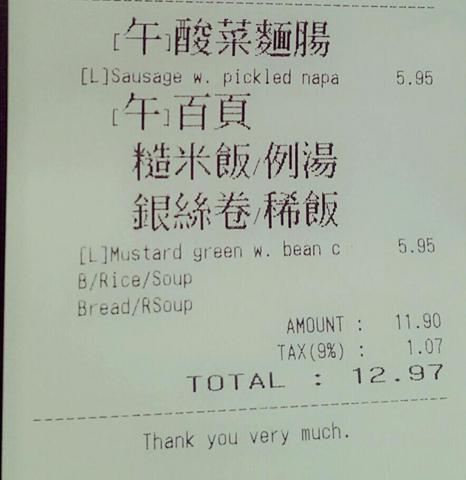 [午]酸菜麵腸
[L]Sausage w. pickled napa 5.95
[午]百頁
糙米飯/例湯
銀絲卷/稀飯
[L]Mustard green w. bean c 5.95
B/Rice/Soup
Bread/RSoup
AMOUNT : 11.90
TAX(9%) : 1.07
TOTAL : 12.97
Thank you very much.